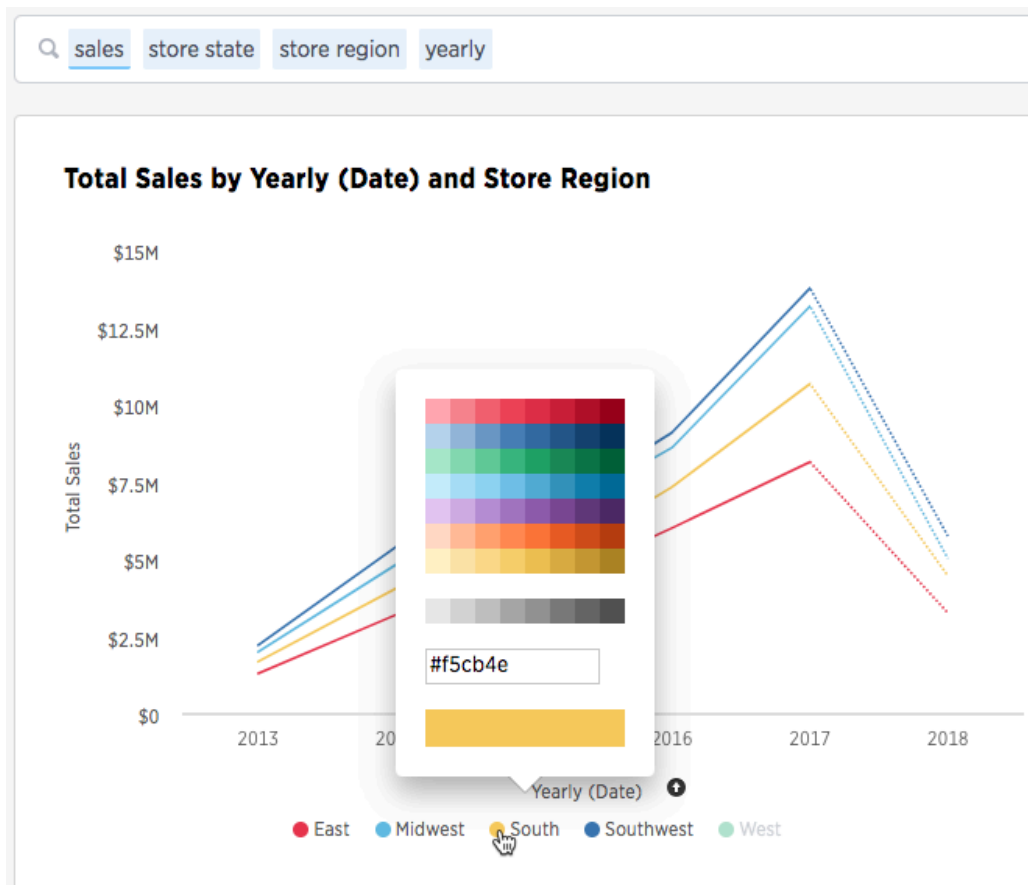 sales store state store region yearly
Total Sales by Yearly (Date) and Store Region
$15M
$12.5M
$10M
$7.5M
$5M
$2.5M
$0
Total Sales
#f5cb4e
2013 20 2016 2017 2018
Yearly (Date)
East Midwest South Southwest West